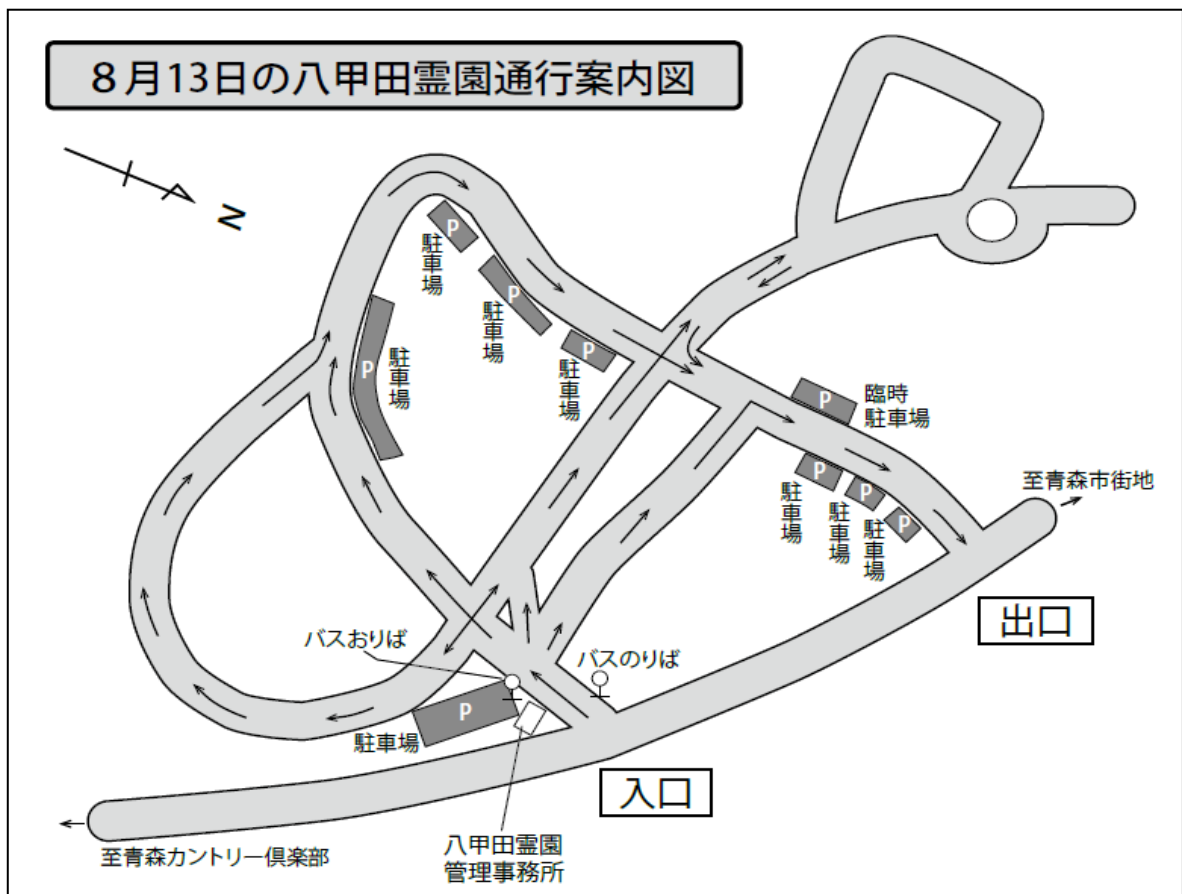 8月13日の八甲田霊園通行案内図
N
P
駐車場
P
駐車場
P
駐車場
P
駐車場
P
臨時
駐車場
P
駐車場
P
駐車場
P
駐車場
至青森市街地
出口
バスおりば
バスのりば
P
駐車場
入口
八甲田霊園
管理事務所
至青森カントリー倶楽部